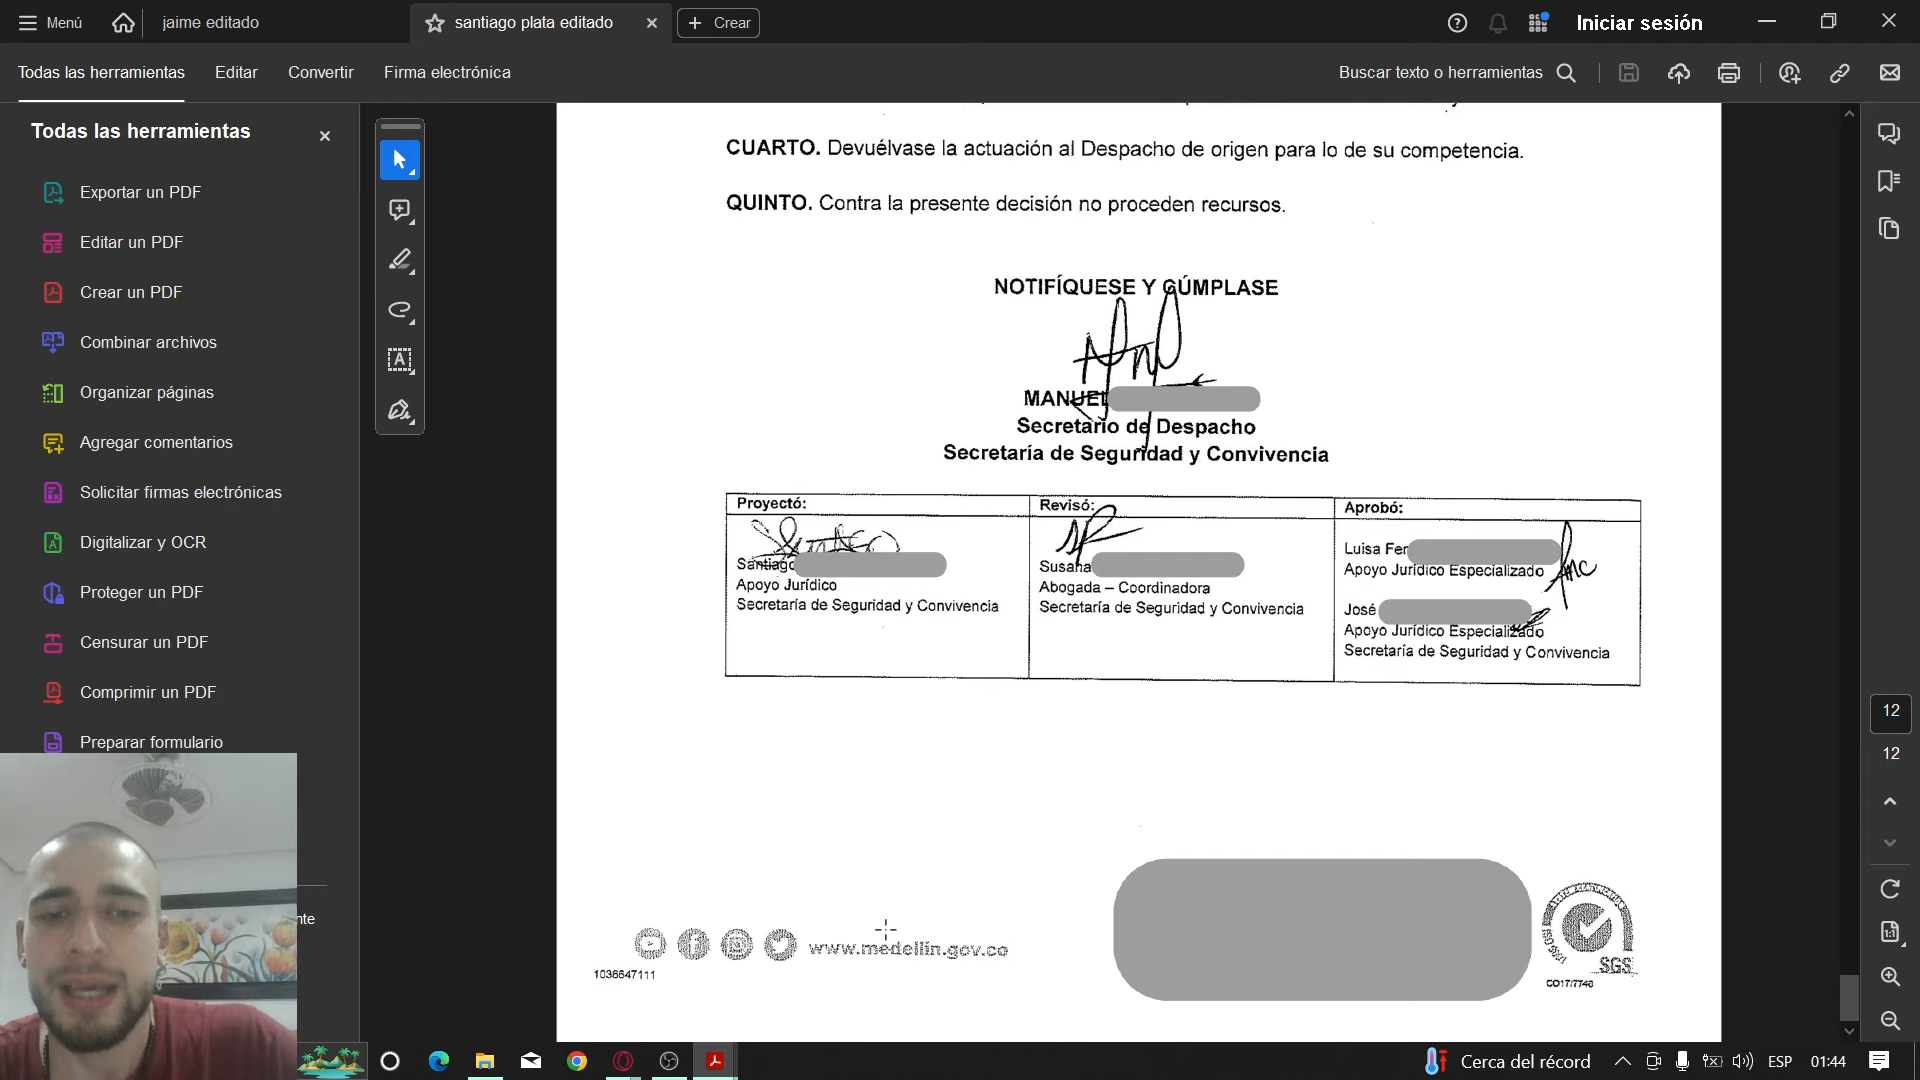 Menú
jaime editado
santiago plata editado
Crear
Iniciar sesión
Todas las herramientas
Editar
Convertir
Firma electrónica
Buscar texto o herramientas
Todas las herramientas
Exportar un PDF
Editar un PDF
Crear un PDF
Combinar archivos
Organizar páginas
Agregar comentarios
Solicitar firmas electrónicas
Digitalizar y OCR
Proteger un PDF
Censurar un PDF
Comprimir un PDF
Preparar formulario
nte
CUARTO. Devuélvase la actuación al Despacho de origen para lo de su competencia.
QUINTO. Contra la presente decisión no proceden recursos.
NOTIFÍQUESE Y CÚMPLASE
MANUEL
Secretario de Despacho
Secretaría de Seguridad y Convivencia
Proyectó:
Santiago
Apoyo Jurídico
Secretaría de Seguridad y Convivencia
Revisó:
Susana
Abogada – Coordinadora
Secretaría de Seguridad y Convivencia
Aprobó:
Luisa Fer
Apoyo Jurídico Especializado
José
Apoyo Jurídico Especializado
Secretaría de Seguridad y Convivencia
www.medellin.gov.co
1036647111
SGS
CO17/7748
12
12
1:1
Cerca del récord
ESP
01:44